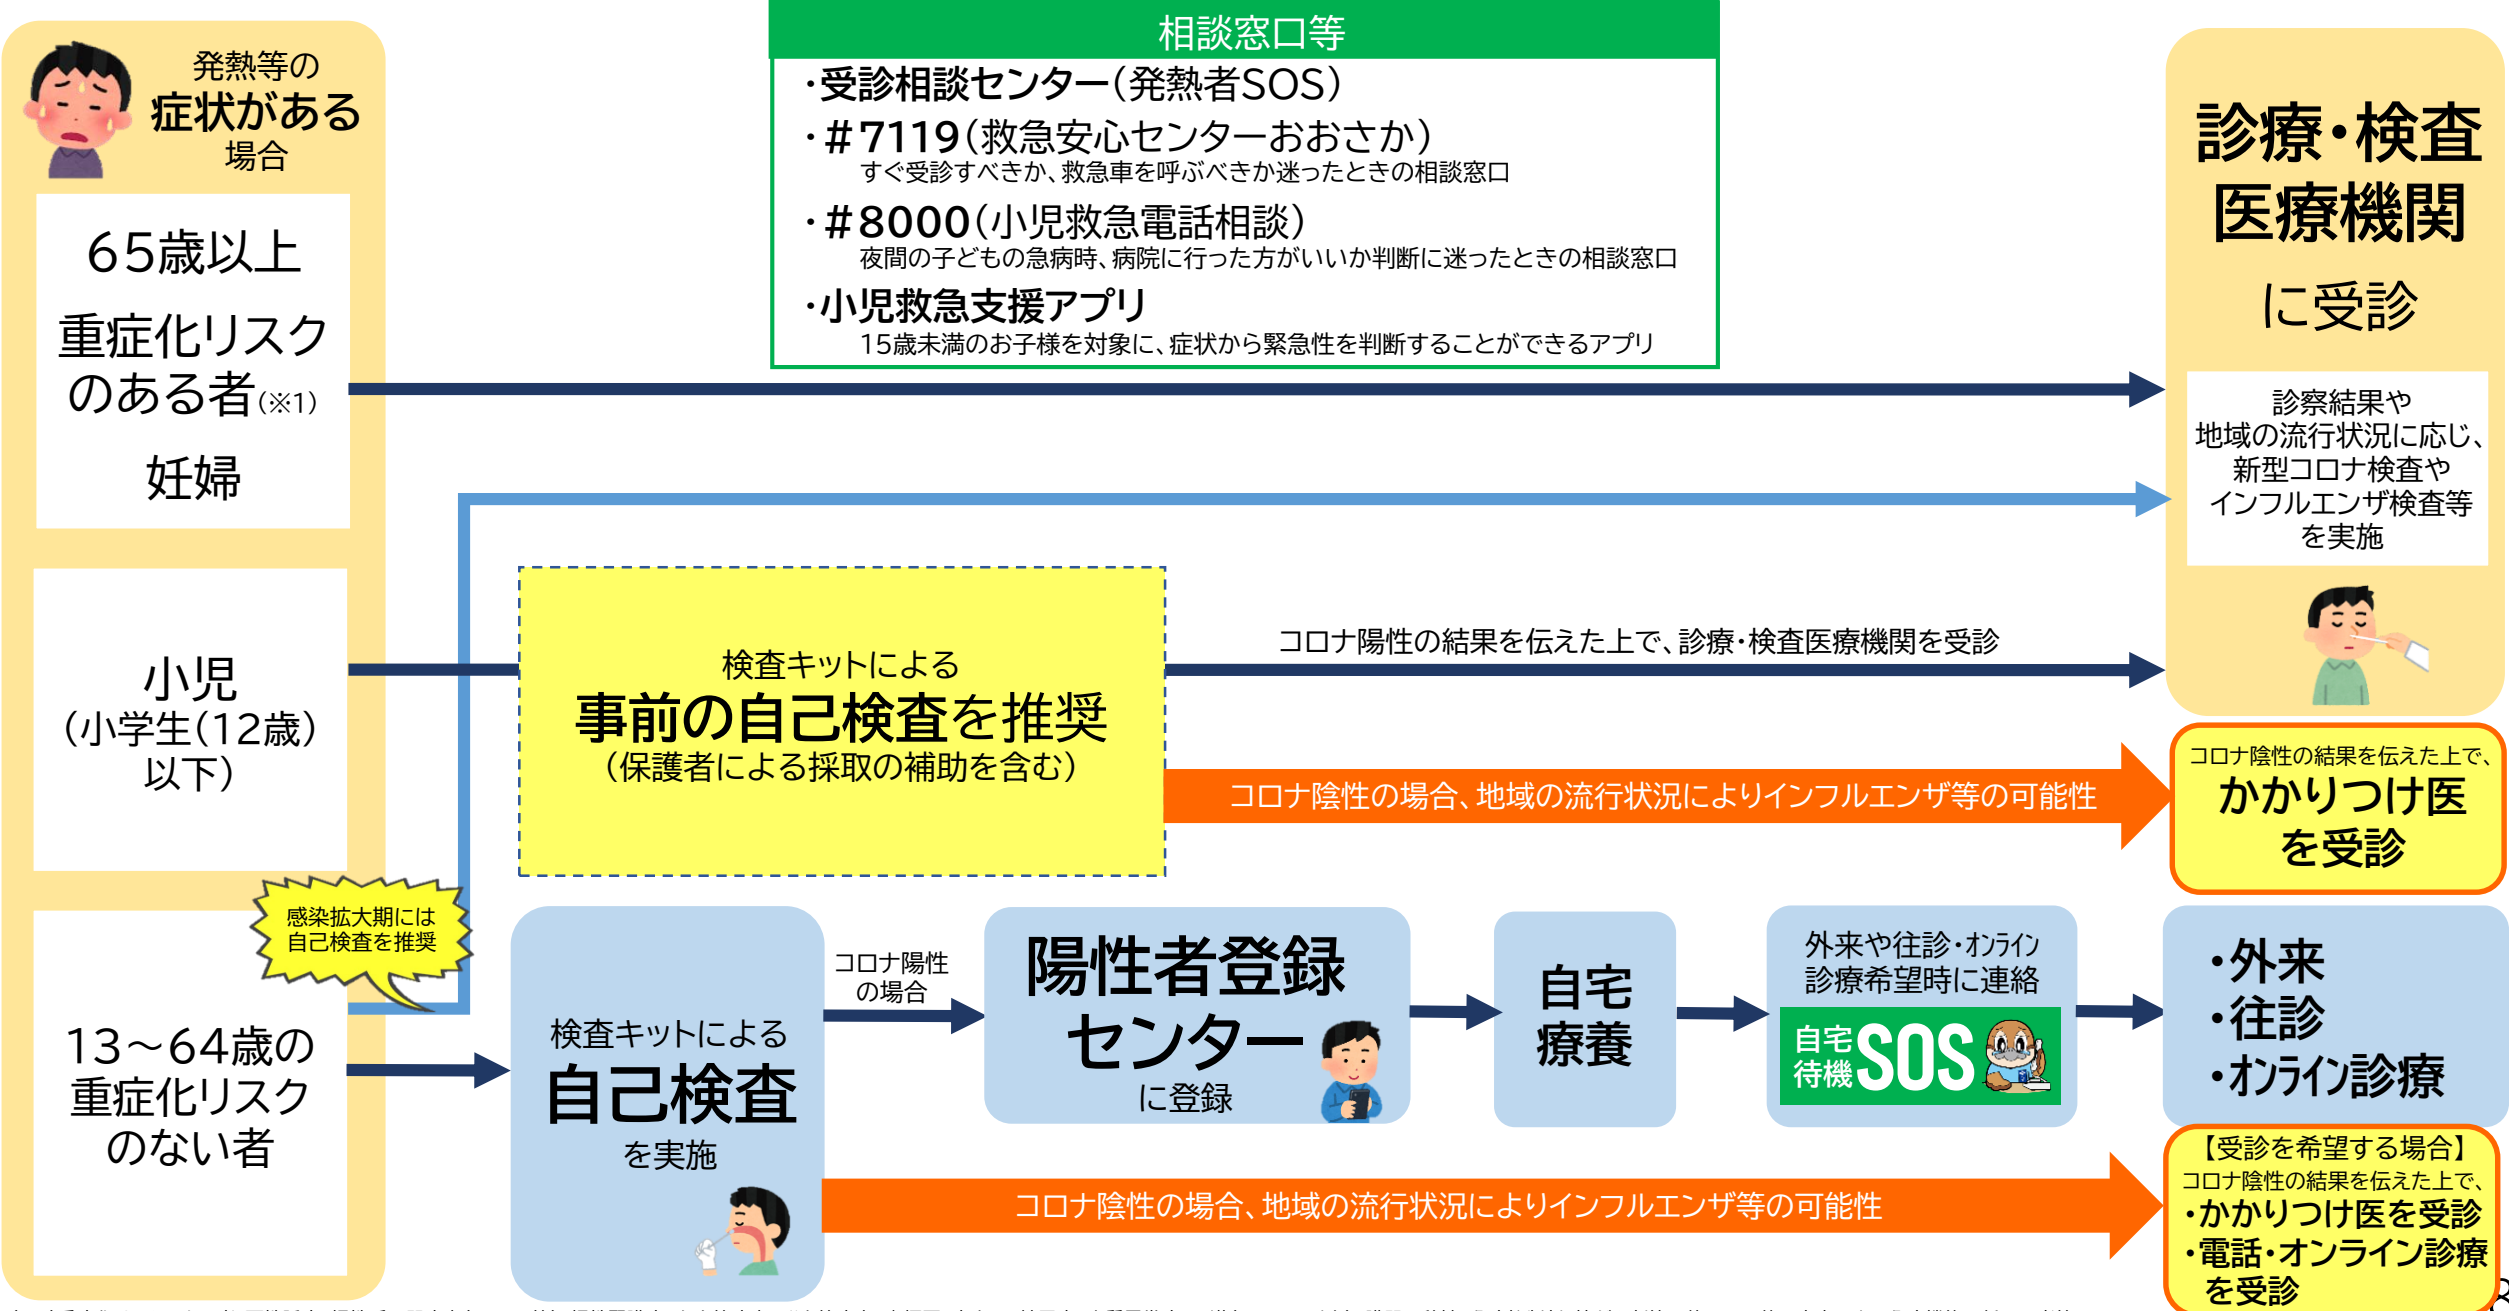 発熱等の
症状がある
場合
65歳以上
重症化リスク
のある者(※1)
妊婦
小児
(小学生(12歳)
以下)
感染拡大期には
自己検査を推奨
13～64歳の
重症化リスク
のない者
相談窓口等
・受診相談センター(発熱者SOS)
・#7119(救急安心センターおおさか)
すぐ受診すべきか、救急車を呼ぶべきか迷ったときの相談窓口
・#8000(小児救急電話相談)
夜間の子どもの急病時、病院に行った方がいいか判断に迷ったときの相談窓口
・小児救急支援アプリ
15歳未満のお子様を対象に、症状から緊急性を判断することができるアプリ
診療・検査
医療機関
に受診
診察結果や
地域の流行状況に応じ、
新型コロナ検査や
インフルエンザ検査等
を実施
検査キットによる
事前の自己検査を推奨
(保護者による採取の補助を含む)
コロナ陽性の結果を伝えた上で、診療・検査医療機関を受診
コロナ陰性の場合、地域の流行状況によりインフルエンザ等の可能性
コロナ陰性の結果を伝えた上で、
かかりつけ医
を受診
検査キットによる
自己検査
を実施
コロナ陽性
の場合
陽性者登録
センター
に登録
自宅
療養
外来や往診・オンライン
診療希望時に連絡
自宅
待機SOS
・外来
・往診
・オンライン診療
コロナ陰性の場合、地域の流行状況によりインフルエンザ等の可能性
【受診を希望する場合】
コロナ陰性の結果を伝えた上で、
・かかりつけ医を受診
・電話・オンライン診療
を受診